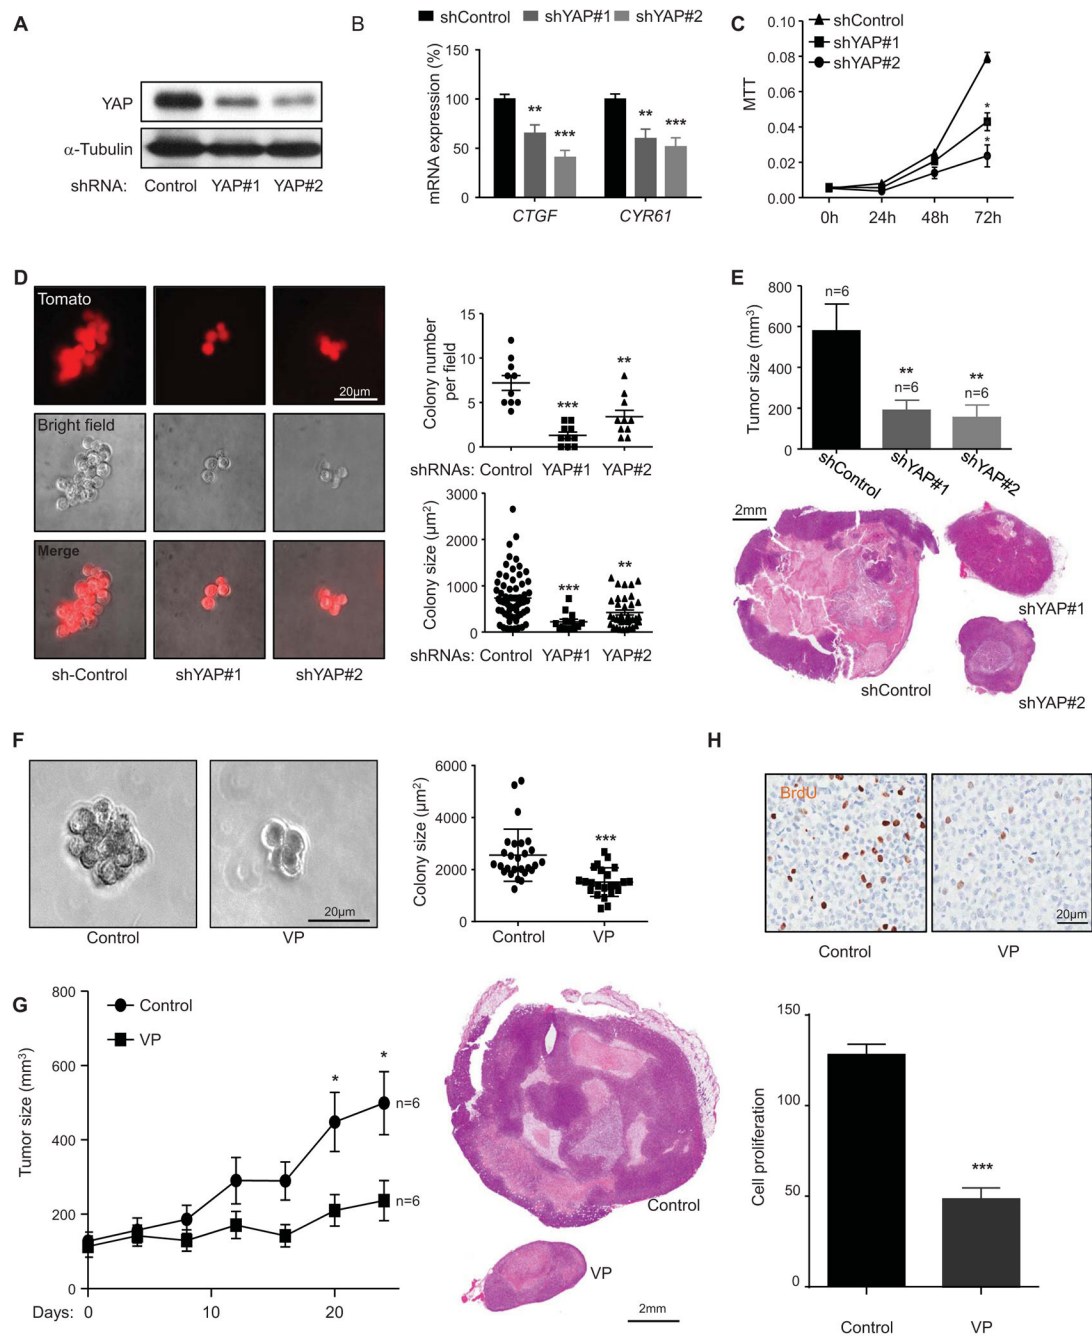 A
YAP
α-Tubulin
shRNA: Control YAP#1 YAP#2
B
shControl shYAP#1 shYAP#2
mRNA expression (%)
150
100
50
0
** *** ** ***
CTGF CYR61
C
shControl
shYAP#1
shYAP#2
MTT
0.10
0.08
0.06
0.04
0.02
0.00
*
*
0h 24h 48h 72h
D
Tomato
20µm
Bright field
Merge
sh-Control shYAP#1 shYAP#2
Colony number
per field
15
10
5
0
*** **
shRNAs: Control YAP#1 YAP#2
Colony size (µm²)
3000
2000
1000
0
*** **
shRNAs: Control YAP#1 YAP#2
E
Tumor size (mm³)
800
600
400
200
0
n=6
** **
n=6 n=6
shControl shYAP#1 shYAP#2
2mm
shControl
shYAP#1
shYAP#2
F
20µm
Control VP
Colony size (µm²)
6000
4000
2000
0
***
Control VP
G
Tumor size (mm³)
800
600
400
200
0
Control
VP
* *
n=6
n=6
Days: 0 10 20
Control
VP
2mm
H
BrdU
20µm
Control VP
Cell proliferation
150
100
50
0
***
Control VP